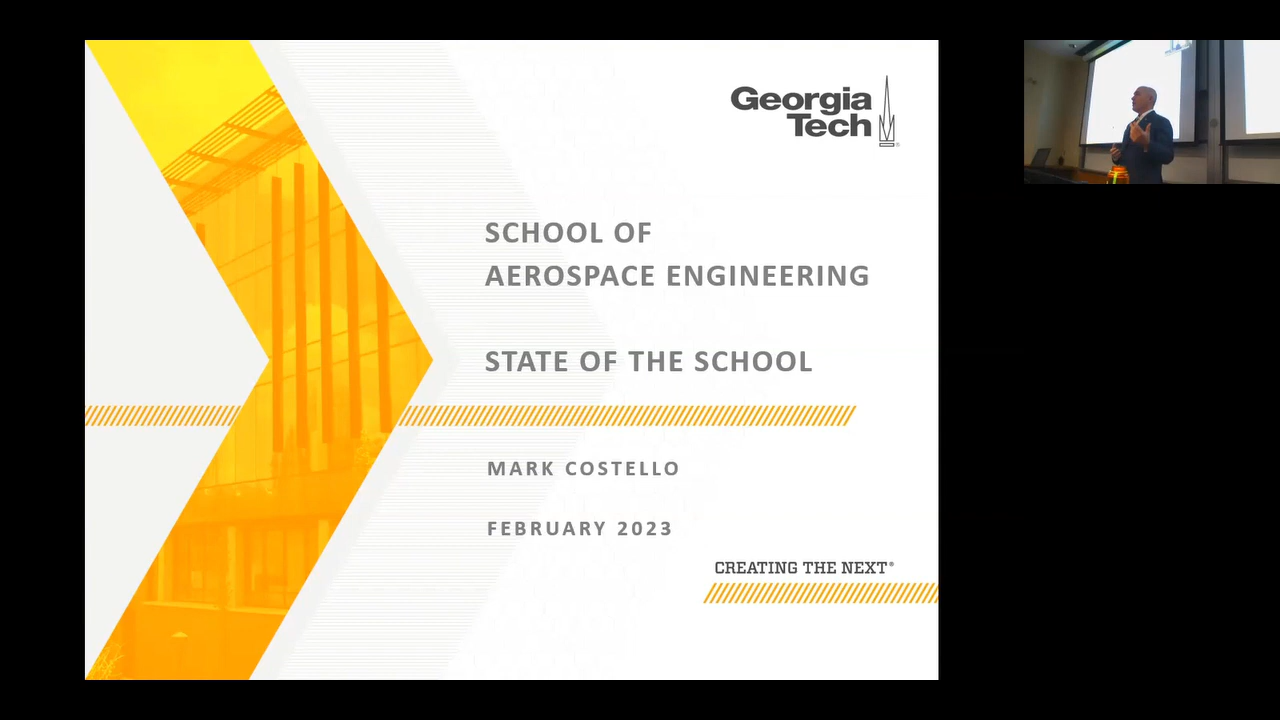 Georgia
Tech
SCHOOL OF
AEROSPACE ENGINEERING
STATE OF THE SCHOOL
MARK COSTELLO
FEBRUARY 2023
CREATING THE NEXT®